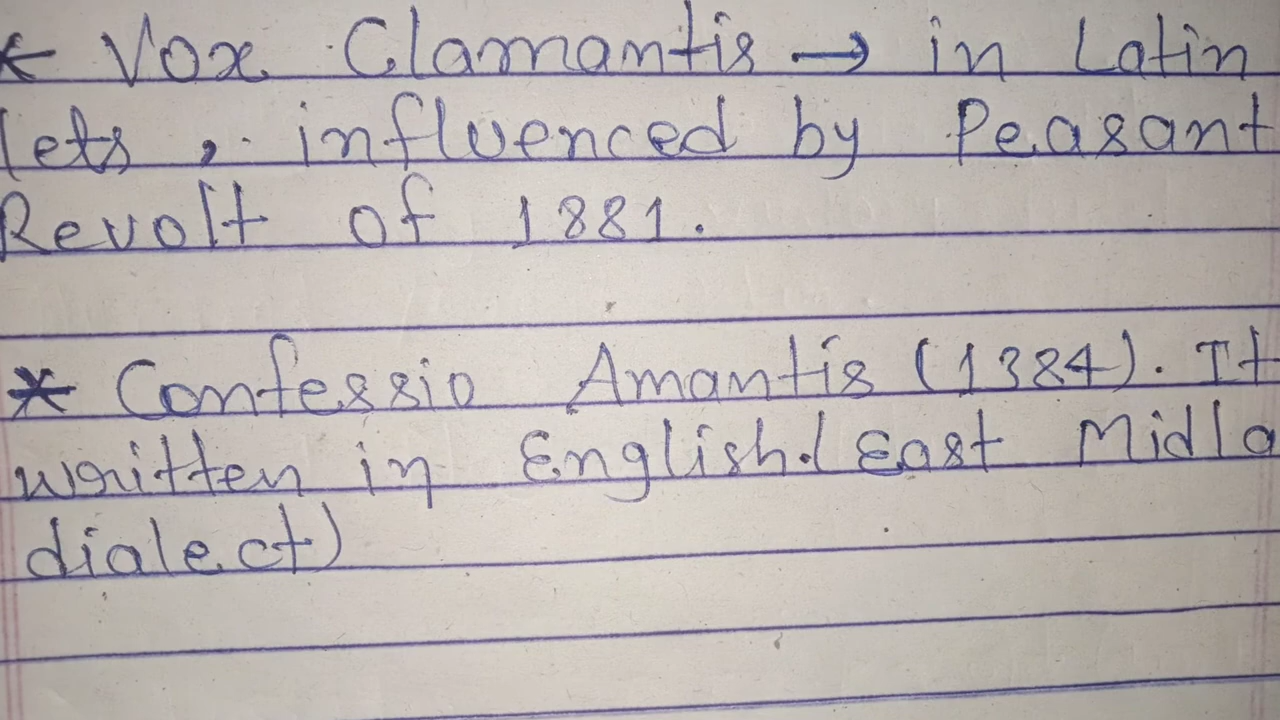 * Vox Clamantis → in Latin
lets, influenced by Peasant
Revolt of 1881.
* Confessio Amantis (1384). It
written in English. (East Midla
dialect)